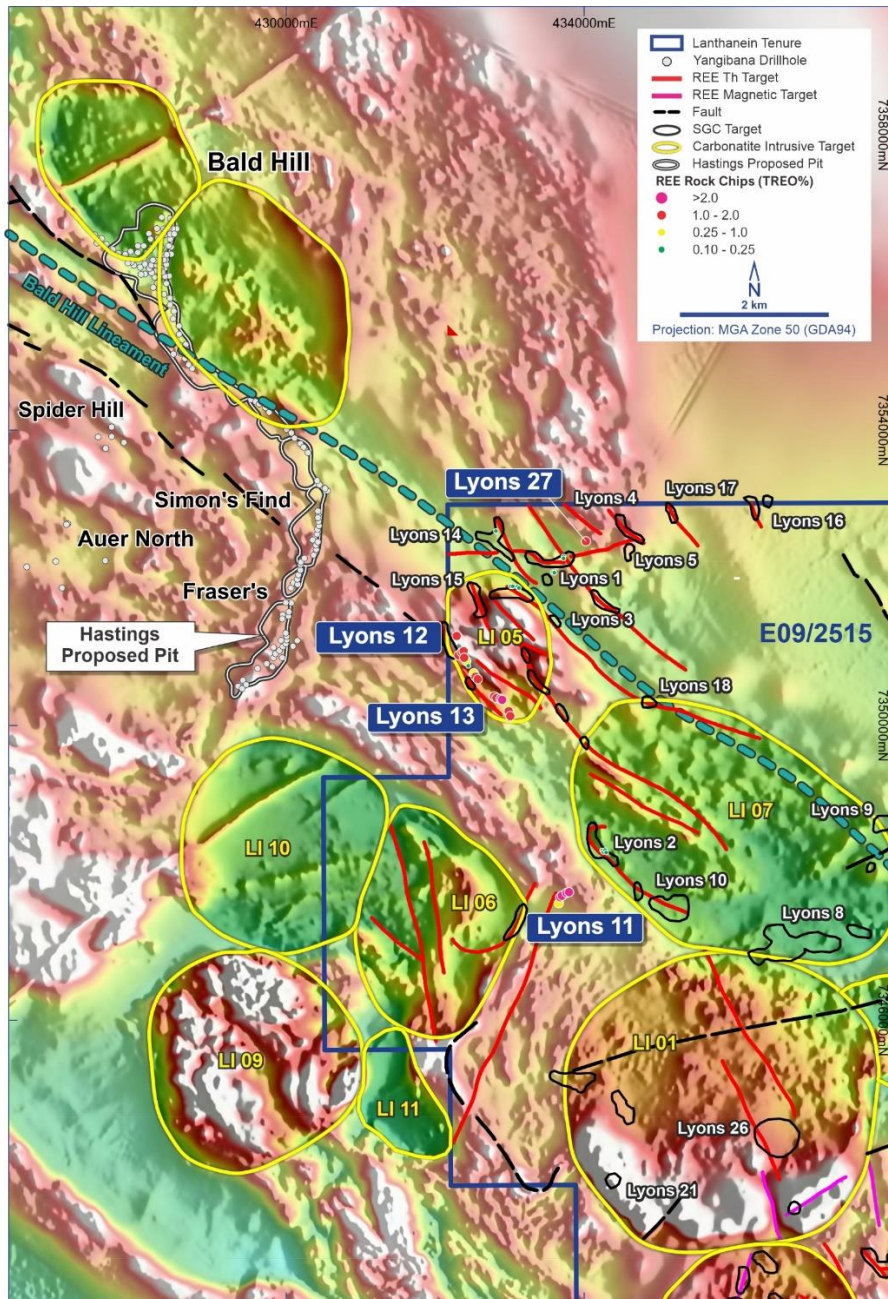 430000mE
434000mE
Lanthanein Tenure
Yangibana Drillhole
REE Th Target
REE Magnetic Target
Fault
SGC Target
Carbonatite Intrusive Target
Hastings Proposed Pit
REE Rock Chips (TREO%)
>2.0
1.0 - 2.0
0.25 - 1.0
0.10 - 0.25
N
2 km
Projection: MGA Zone 50 (GDA94)
7358000mN
Bald Hill
Bald Hill Lineament
Spider Hill
7354000mN
Simon's Find
Auer North
Fraser's
Hastings
Proposed Pit
Lyons 27
Lyons 4
Lyons 17
Lyons 16
Lyons 14
Lyons 5
Lyons 1
Lyons 15
Lyons 3
Lyons 12
LI 05
E09/2515
Lyons 13
Lyons 18
7350000mN
LI 07
Lyons 9
LI 10
Lyons 2
LI 06
Lyons 10
Lyons 11
Lyons 8
7346000mN
LI 09
LI 01
LI 11
Lyons 26
Lyons 21